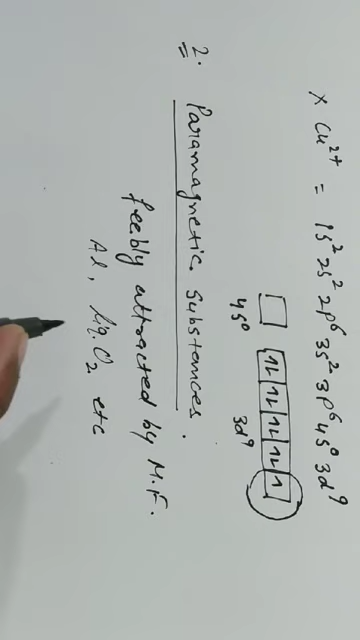 × Cu²⁺ = 1s² 2s² 2p⁶ 3s² 3p⁶ 4s⁰ 3d⁹
1L 1L 1L 1L 1
4s⁰ 3d⁹
2. Paramagnetic Substances.
feebly attracted by M.F.
Al, Mg, O₂ etc